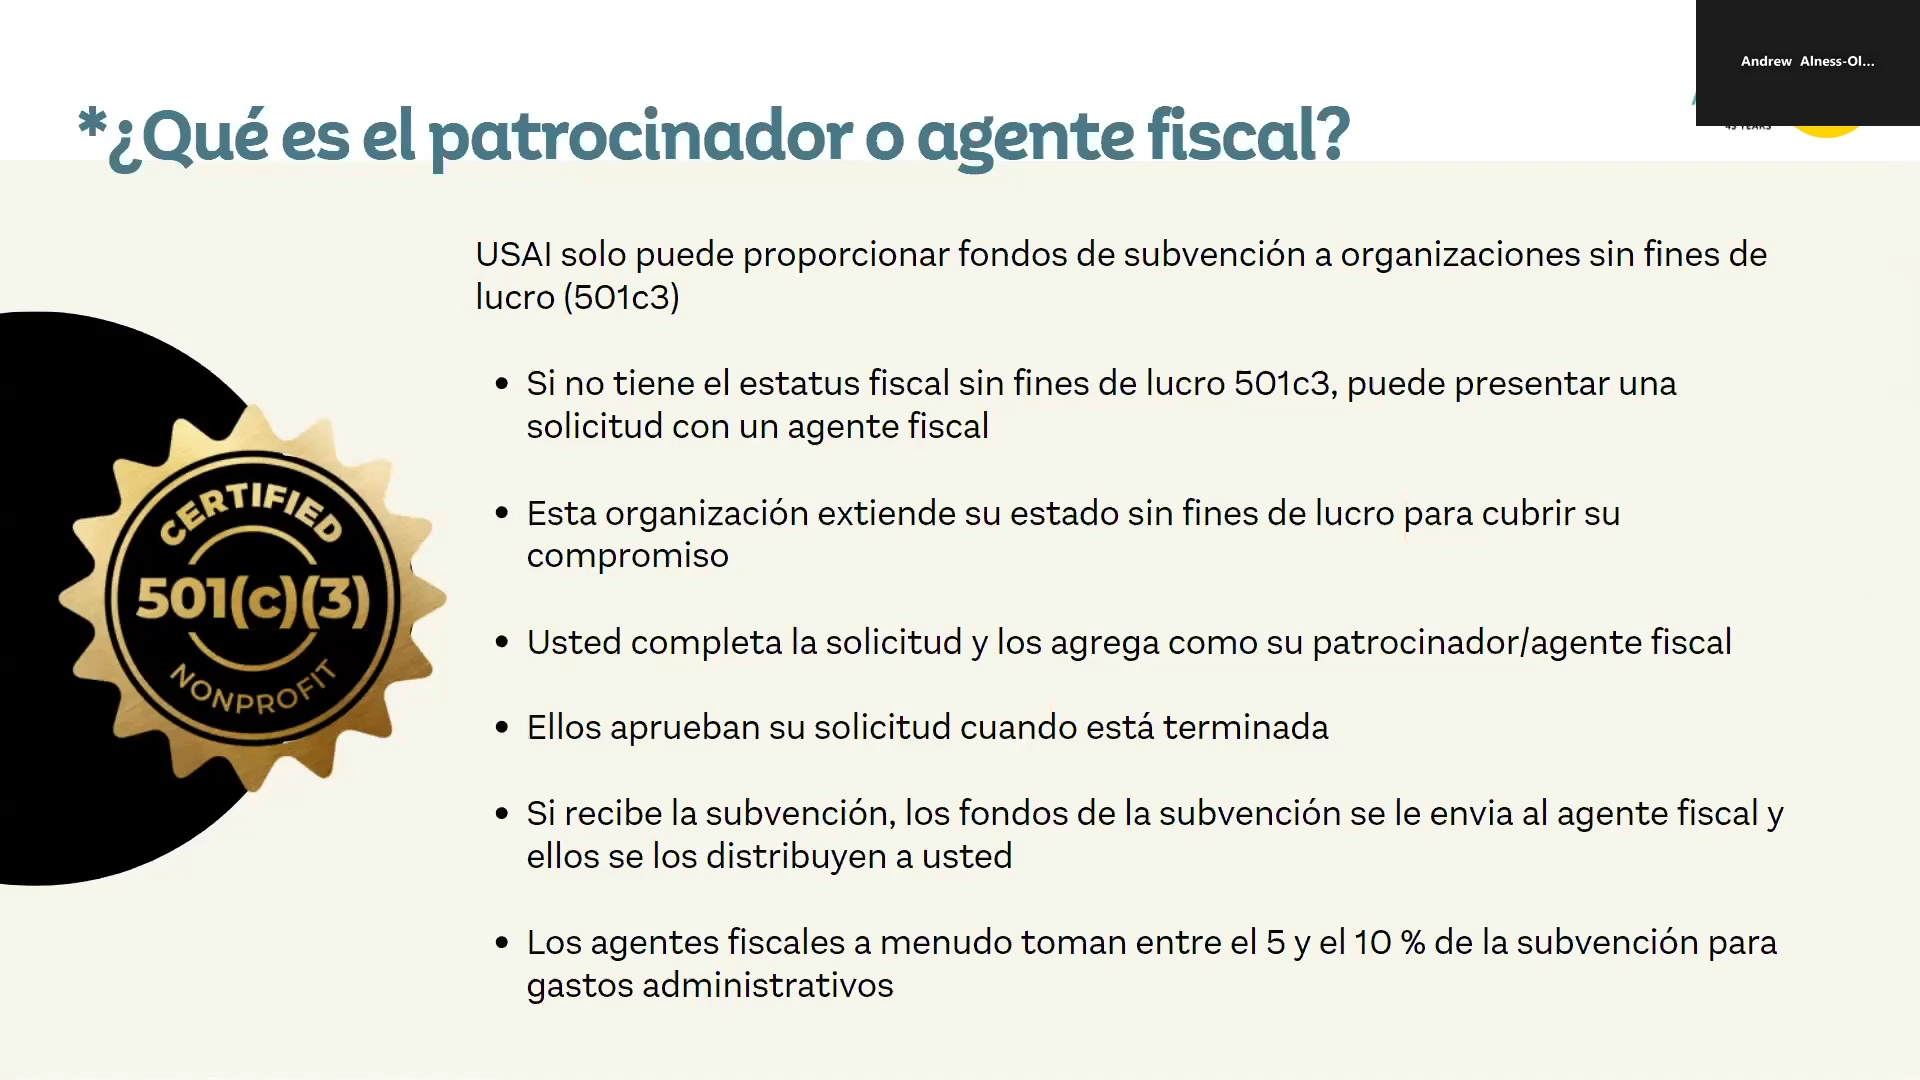 Andrew Alness-Ol...
45 YEARS
*¿Qué es el patrocinador o agente fiscal?
USAI solo puede proporcionar fondos de subvención a organizaciones sin fines de
lucro (501c3)
• Si no tiene el estatus fiscal sin fines de lucro 501c3, puede presentar una
solicitud con un agente fiscal
• Esta organización extiende su estado sin fines de lucro para cubrir su
compromiso
• Usted completa la solicitud y los agrega como su patrocinador/agente fiscal
• Ellos aprueban su solicitud cuando está terminada
• Si recibe la subvención, los fondos de la subvención se le envia al agente fiscal y
ellos se los distribuyen a usted
• Los agentes fiscales a menudo toman entre el 5 y el 10 % de la subvención para
gastos administrativos
CERTIFIED
501(c)(3)
NONPROFIT